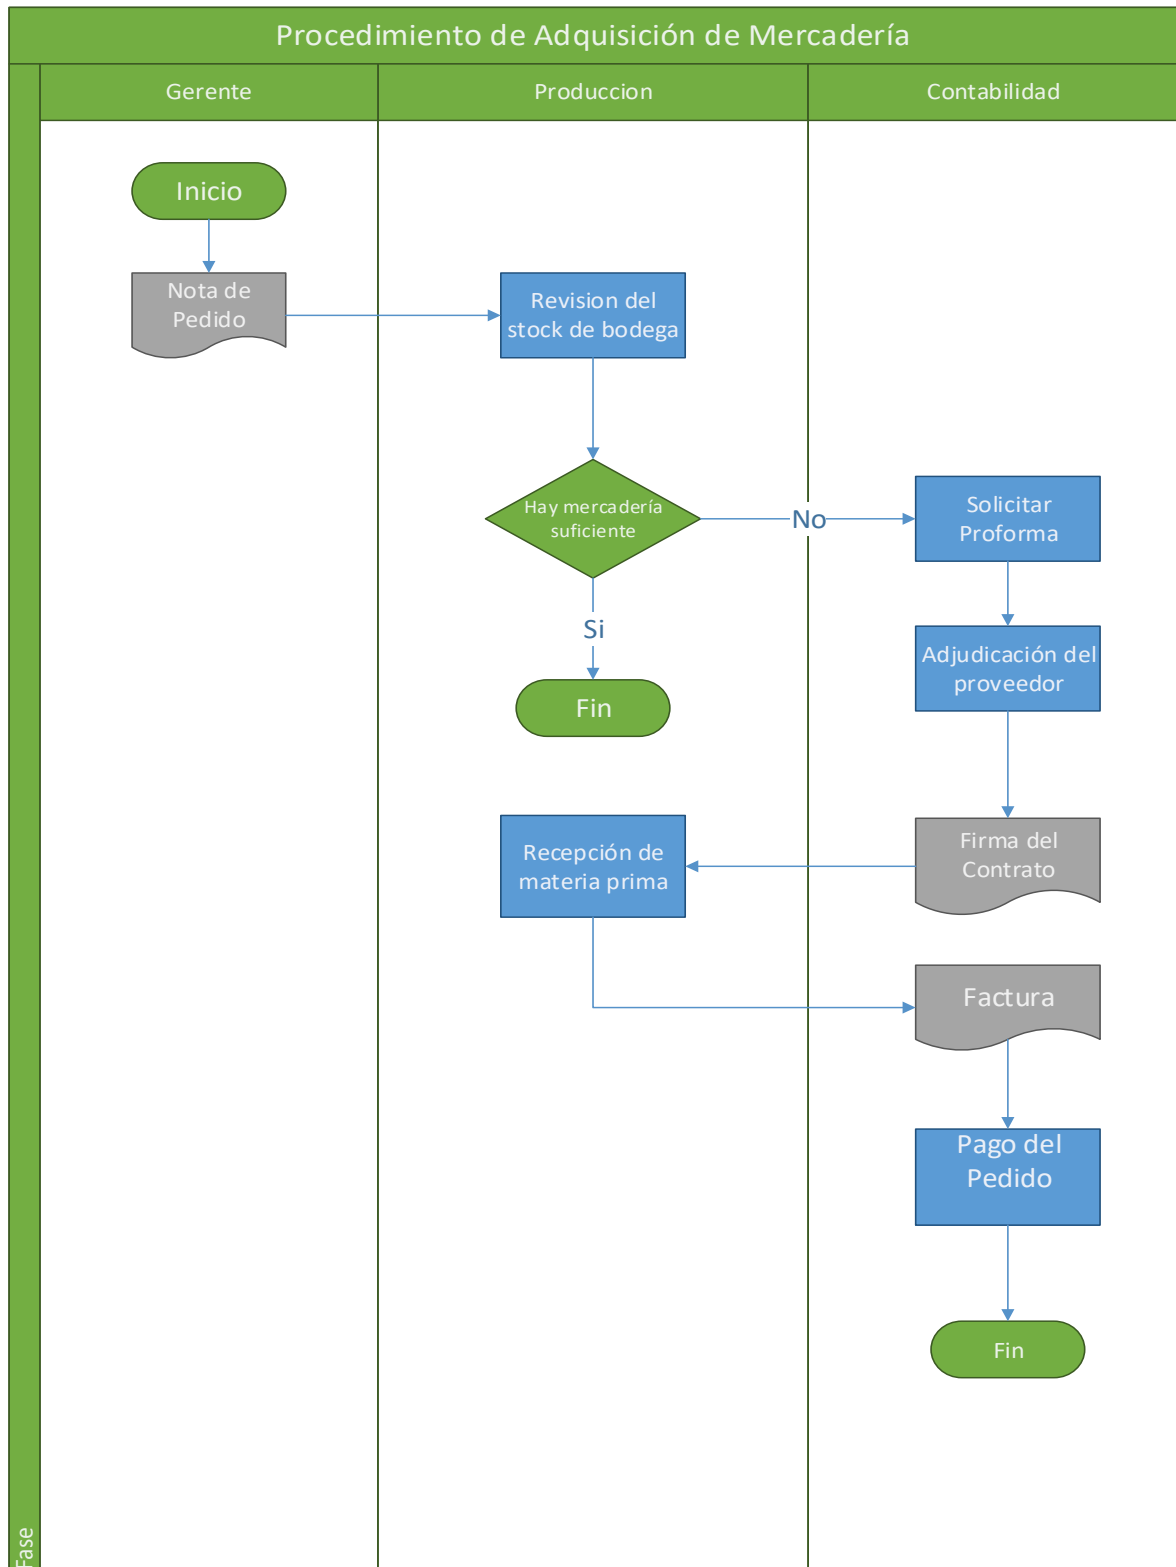 Procedimiento de Adquisición de Mercadería
Gerente
Produccion
Contabilidad
Inicio
Nota de
Pedido
Revision del
stock de bodega
Hay mercadería
suficiente
No
Solicitar
Proforma
Si
Adjudicación del
proveedor
Fin
Recepción de
materia prima
Firma del
Contrato
Factura
Pago del
Pedido
Fin
Fase